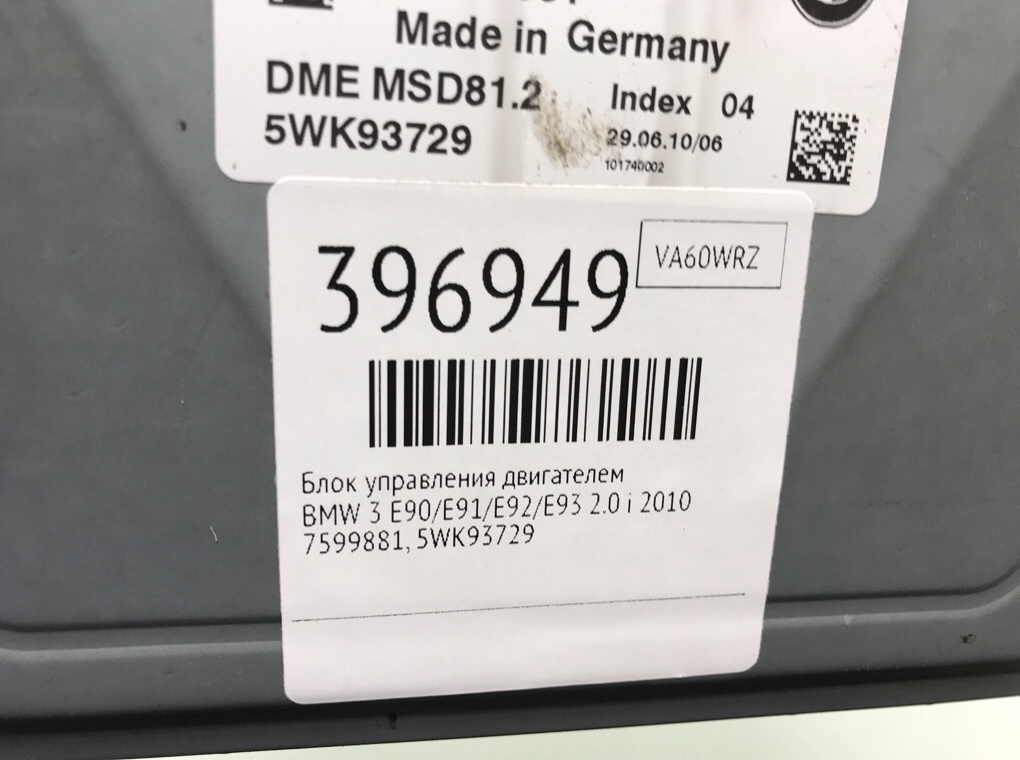 Made in Germany
DME MSD81.2 Index 04
5WK93729 29.06.10/06
101740002
396949 VA60WRZ
Блок управления двигателем
BMW 3 E90/E91/E92/E93 2.0 i 2010
7599881, 5WK93729